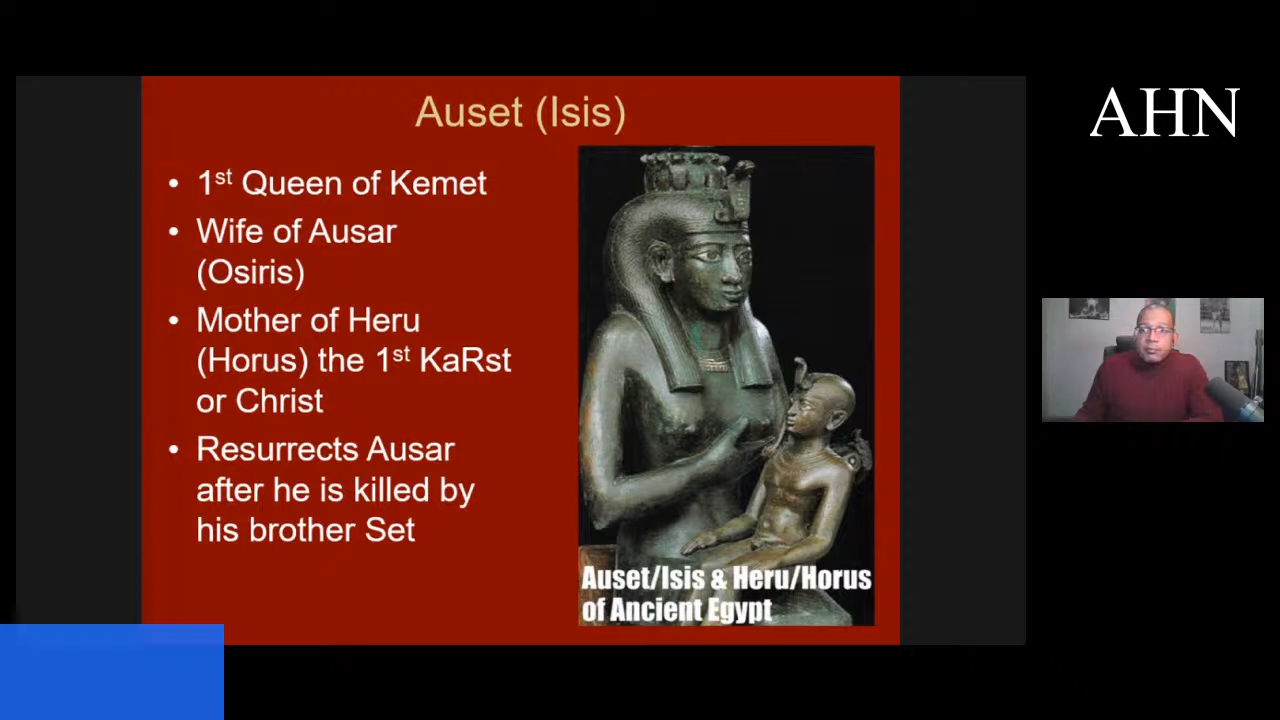 Auset (Isis)
• 1st Queen of Kemet
• Wife of Ausar
(Osiris)
• Mother of Heru
(Horus) the 1st KaRst
or Christ
• Resurrects Ausar
after he is killed by
his brother Set
Auset/Isis & Heru/Horus
of Ancient Egypt
AHN